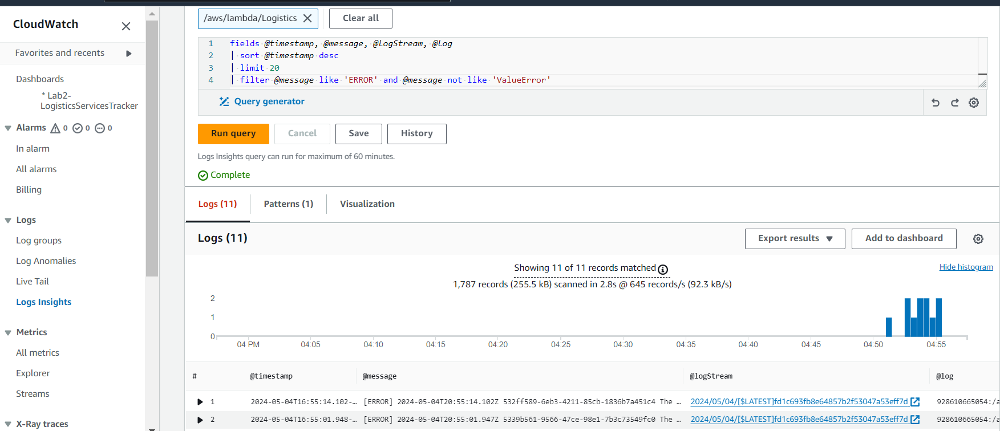 CloudWatch
Favorites and recents
Dashboards
* Lab2-
LogisticsServicesTracker
Alarms 0 0 0
In alarm
All alarms
Billing
Logs
Log groups
Log Anomalies
Live Tail
Logs Insights
Metrics
All metrics
Explorer
Streams
X-Ray traces
/aws/lambda/Logistics
Clear all
1 fields @timestamp, @message, @logStream, @log
2 | sort @timestamp desc
3 | limit 20
4 | filter @message like 'ERROR' and @message not like 'ValueError'
Query generator
Run query Cancel Save History
Logs Insights query can run for maximum of 60 minutes.
Complete
Logs (11) Patterns (1) Visualization
Logs (11) Export results Add to dashboard
Showing 11 of 11 records matched
Hide histogram
1,787 records (255.5 kB) scanned in 2.8s @ 645 records/s (92.3 kB/s)
2
1
0
04 PM 04:05 04:10 04:15 04:20 04:25 04:30 04:35 04:40 04:45 04:50 04:55
# @timestamp @message @logStream @log
1 2024-05-04T16:55:14.102-… [ERROR] 2024-05-04T20:55:14.102Z 532ff589-6eb3-4211-85cb-1836b7a451c4 The … 2024/05/04/[$LATEST]fd1c693fb8e64857b2f53047a53eff7d 928610665054:/a
2 2024-05-04T16:55:01.948-… [ERROR] 2024-05-04T20:55:01.947Z 5339b561-9566-47ce-98e1-7b3c73549fc0 The … 2024/05/04/[$LATEST]fd1c693fb8e64857b2f53047a53eff7d 928610665054:/a